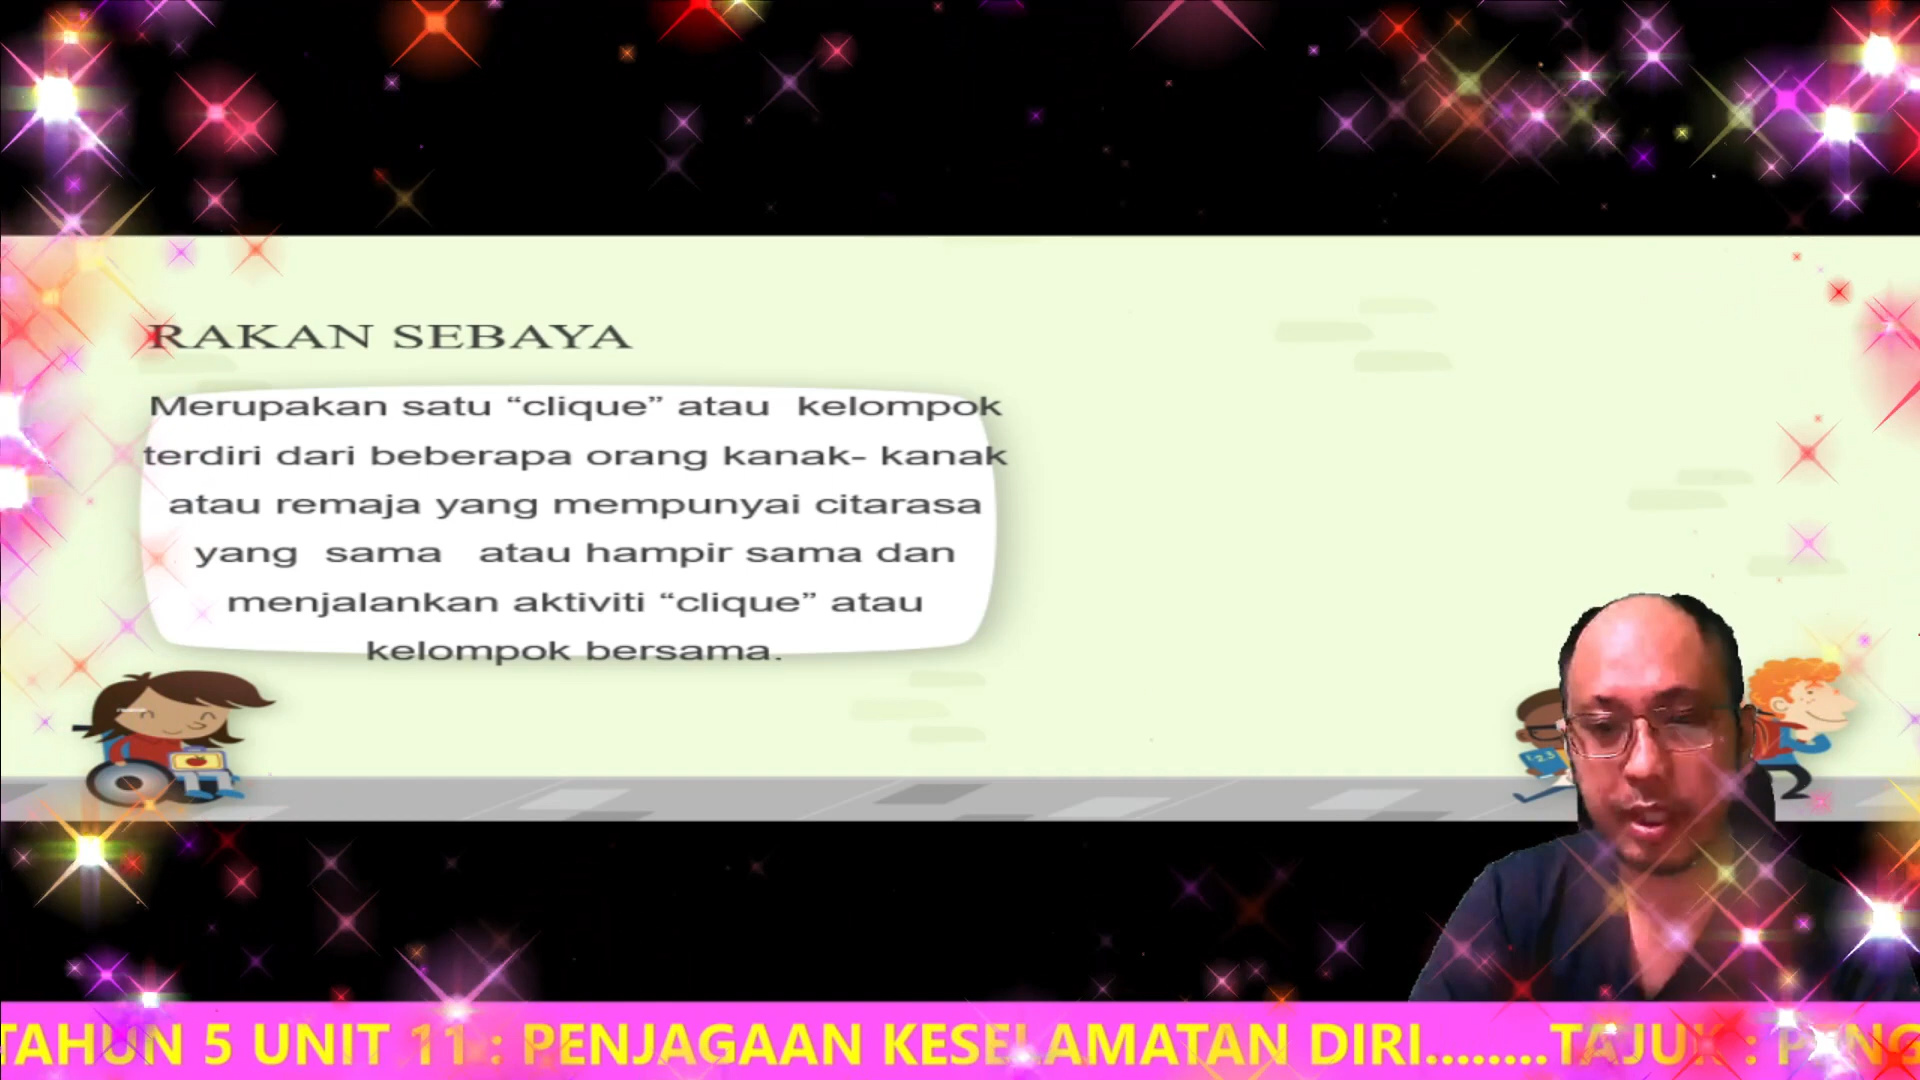 RAKAN SEBAYA
Merupakan satu “clique” atau kelompok
terdiri dari beberapa orang kanak- kanak
atau remaja yang mempunyai citarasa
yang sama atau hampir sama dan
menjalankan aktiviti “clique” atau
kelompok bersama.
TAHUN 5 UNIT 11 : PENJAGAAN KESELAMATAN DIRI........TAJUK : PENG